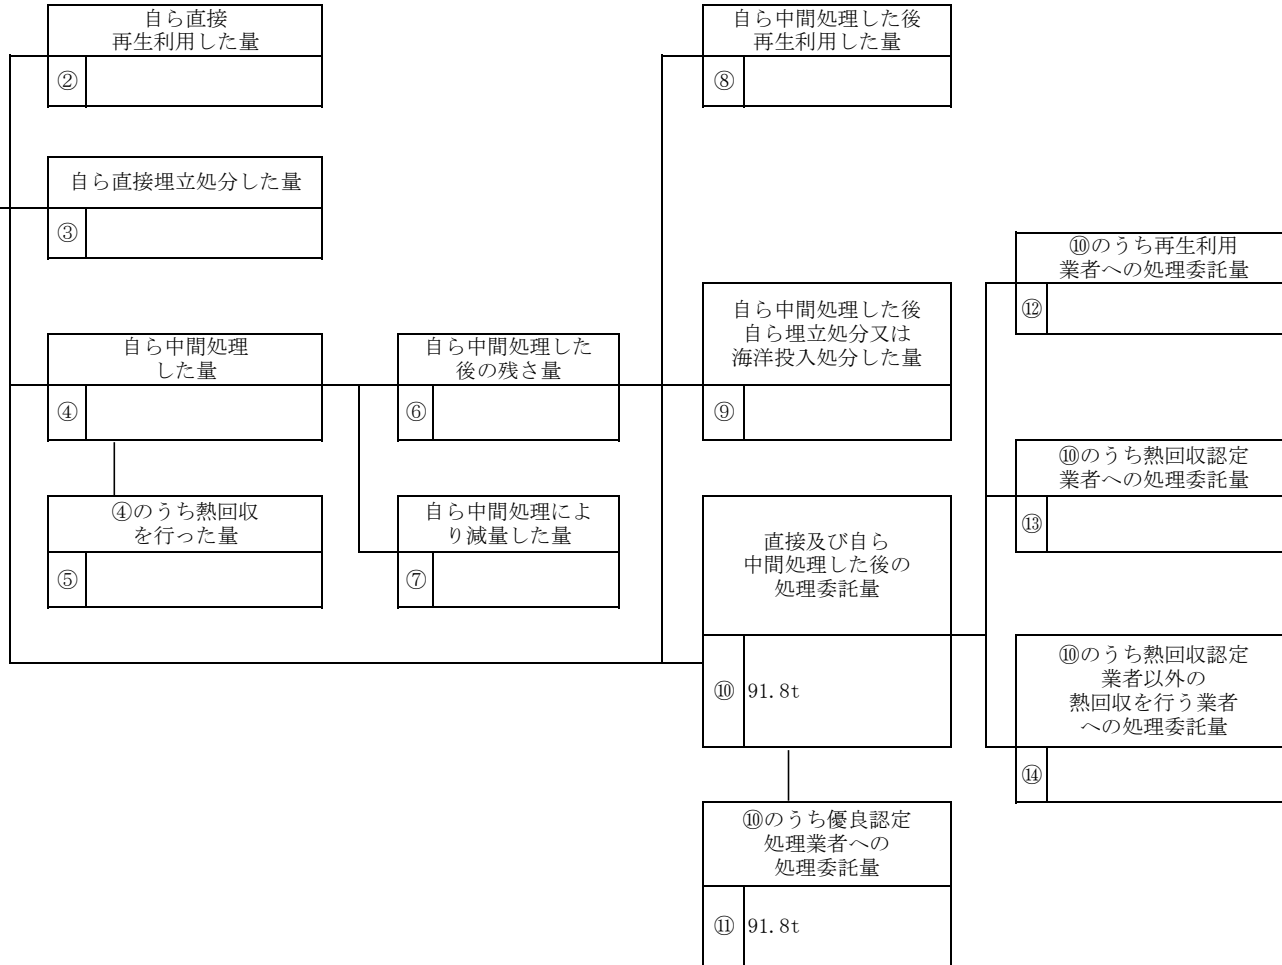 自ら直接
再生利用した量
②
自ら中間処理した後
再生利用した量
⑧
自ら直接埋立処分した量
③
⑩のうち再生利用
業者への処理委託量
⑫
自ら中間処理
した量
④
自ら中間処理した
後の残さ量
⑥
自ら中間処理した後
自ら埋立処分又は
海洋投入処分した量
⑨
⑩のうち熱回収認定
業者への処理委託量
⑬
④のうち熱回収
を行った量
⑤
自ら中間処理によ
り減量した量
⑦
直接及び自ら
中間処理した後の
処理委託量
⑩ 91.8t
⑩のうち熱回収認定
業者以外の
熱回収を行う業者
への処理委託量
⑭
⑩のうち優良認定
処理業者への
処理委託量
⑪ 91.8t